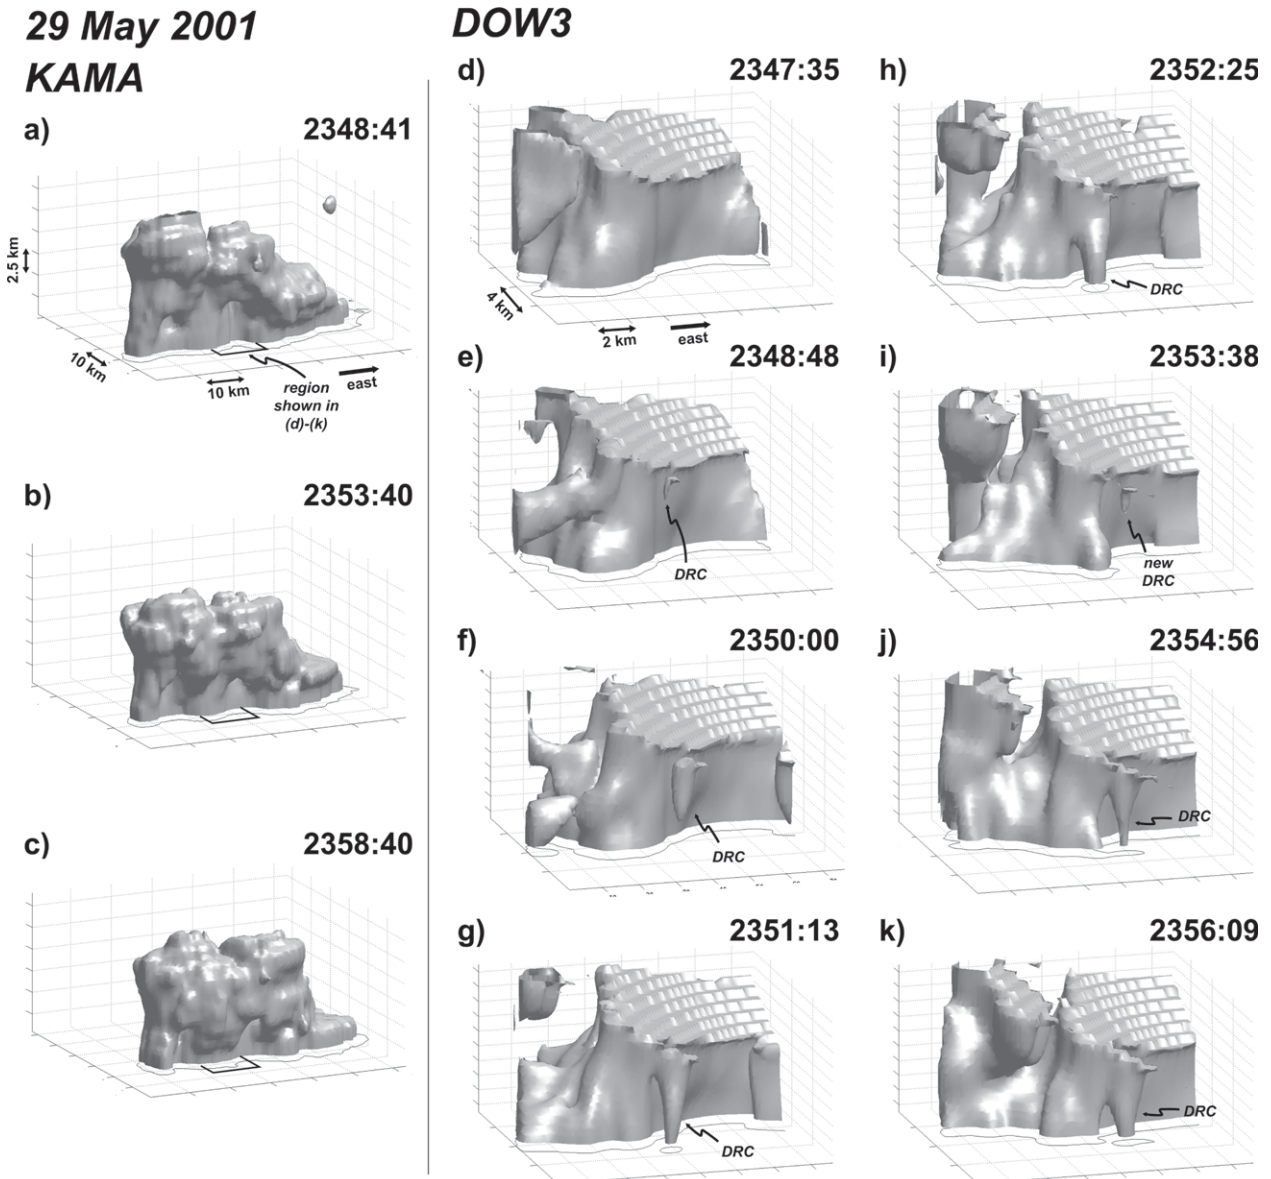 29 May 2001
KAMA
a) 2348:41
2.5 km
10 km
10 km
east
region
shown in
(d)-(k)
b) 2353:40
c) 2358:40
DOW3
d) 2347:35
4 km
2 km
east
e) 2348:48
DRC
f) 2350:00
DRC
g) 2351:13
DRC
h) 2352:25
DRC
i) 2353:38
new
DRC
j) 2354:56
DRC
k) 2356:09
DRC